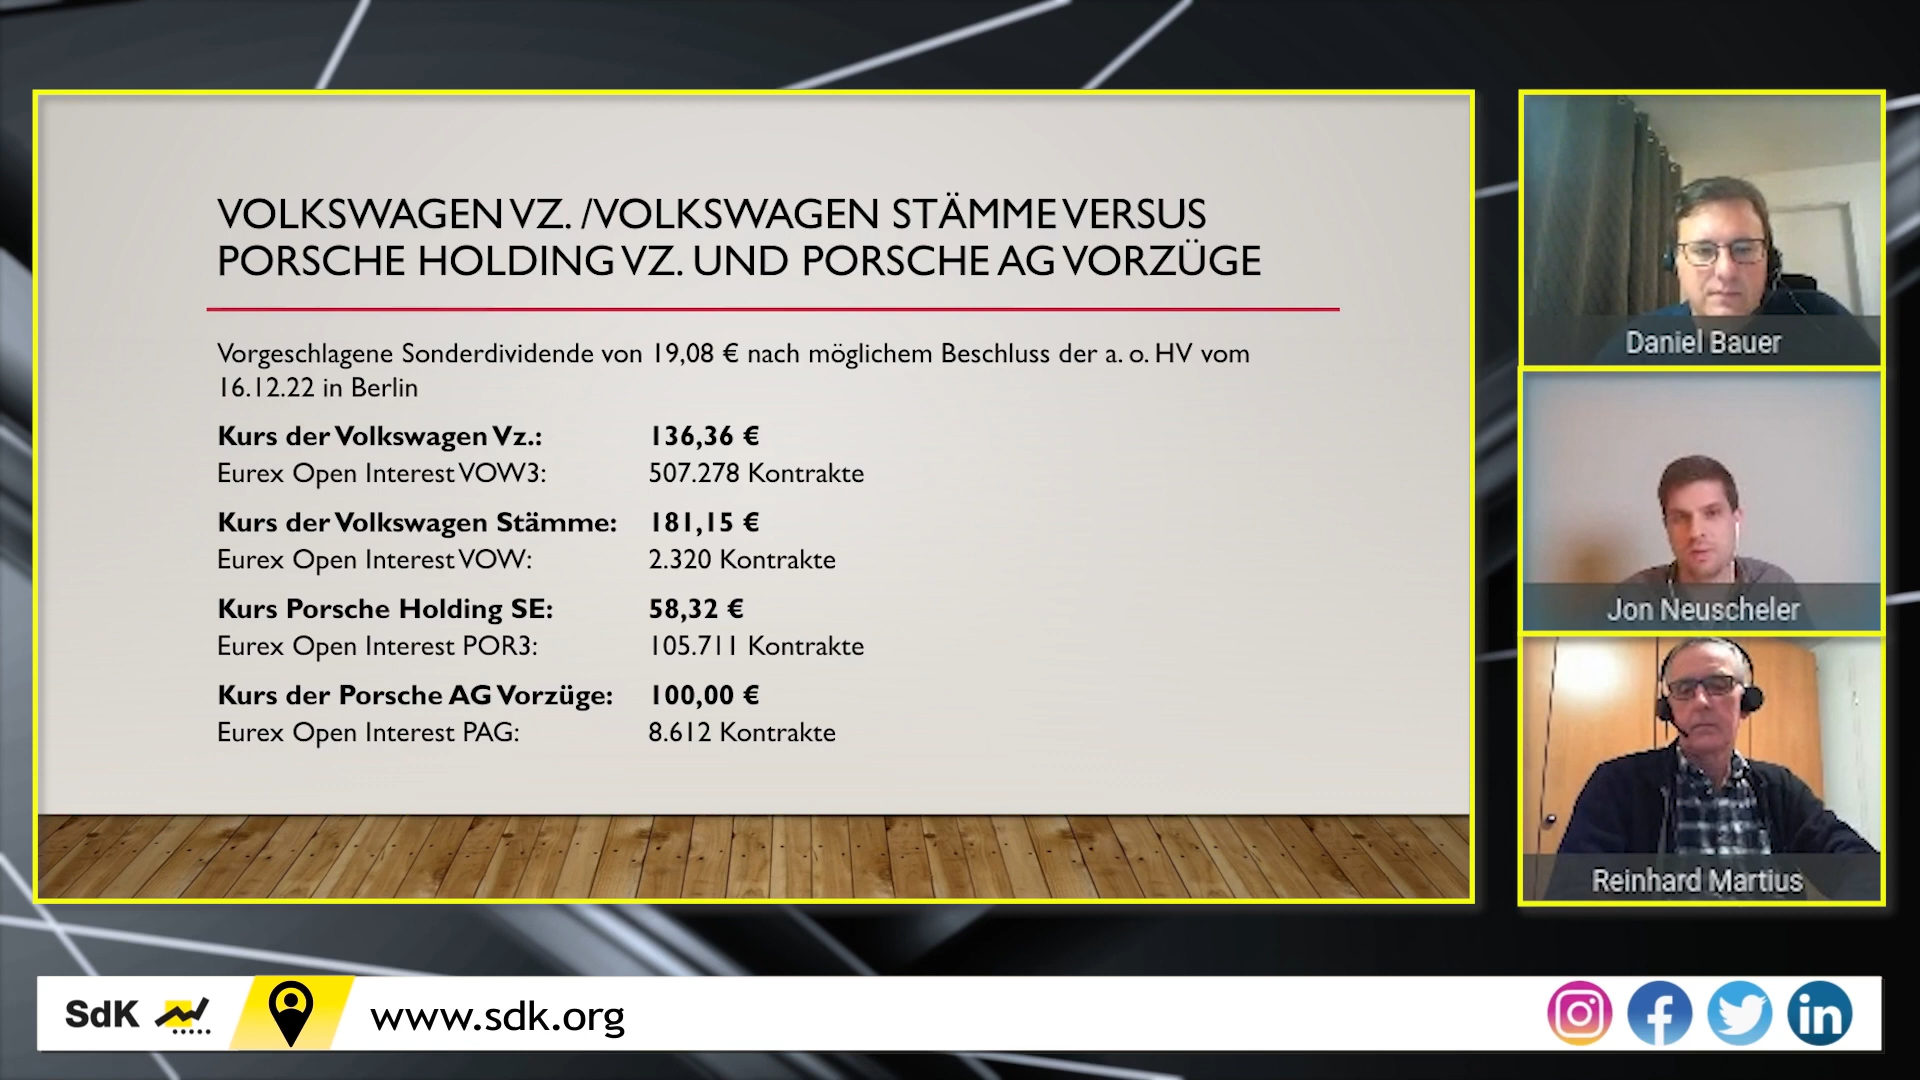 VOLKSWAGEN VZ. /VOLKSWAGEN STÄMME VERSUS
PORSCHE HOLDING VZ. UND PORSCHE AG VORZÜGE
Vorgeschlagene Sonderdividende von 19,08 € nach möglichem Beschluss der a. o. HV vom
16.12.22 in Berlin
Kurs der Volkswagen Vz.: 136,36 €
Eurex Open Interest VOW3: 507.278 Kontrakte
Kurs der Volkswagen Stämme: 181,15 €
Eurex Open Interest VOW: 2.320 Kontrakte
Kurs Porsche Holding SE: 58,32 €
Eurex Open Interest POR3: 105.711 Kontrakte
Kurs der Porsche AG Vorzüge: 100,00 €
Eurex Open Interest PAG: 8.612 Kontrakte
Daniel Bauer
Jon Neuscheler
Reinhard Martius
SdK
www.sdk.org